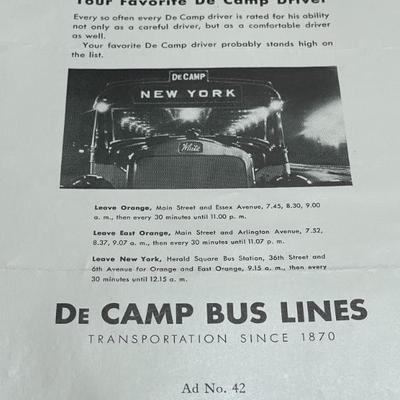 Your Favorite De Camp Driver
Every so often every De Camp driver is rated for his ability
not only as a careful driver, but as a comfortable driver
as well.
Your favorite De Camp driver probably stands high on
the list.
DE CAMP
NEW YORK
White
Leave Orange, Main Street and Essex Avenue, 7.45, 8.30, 9.00
a. m., then every 30 minutes until 11.00 p. m.
Leave East Orange, Main Street and Arlington Avenue, 7.52,
8.37, 9.07 a. m., then every 30 minutes until 11.07 p. m.
Leave New York, Herald Square Bus Station, 36th Street and
6th Avenue for Orange and East Orange, 9.15 a. m., then every
30 minutes until 12.15 a. m.
DE CAMP BUS LINES
TRANSPORTATION SINCE 1870
Ad No. 42